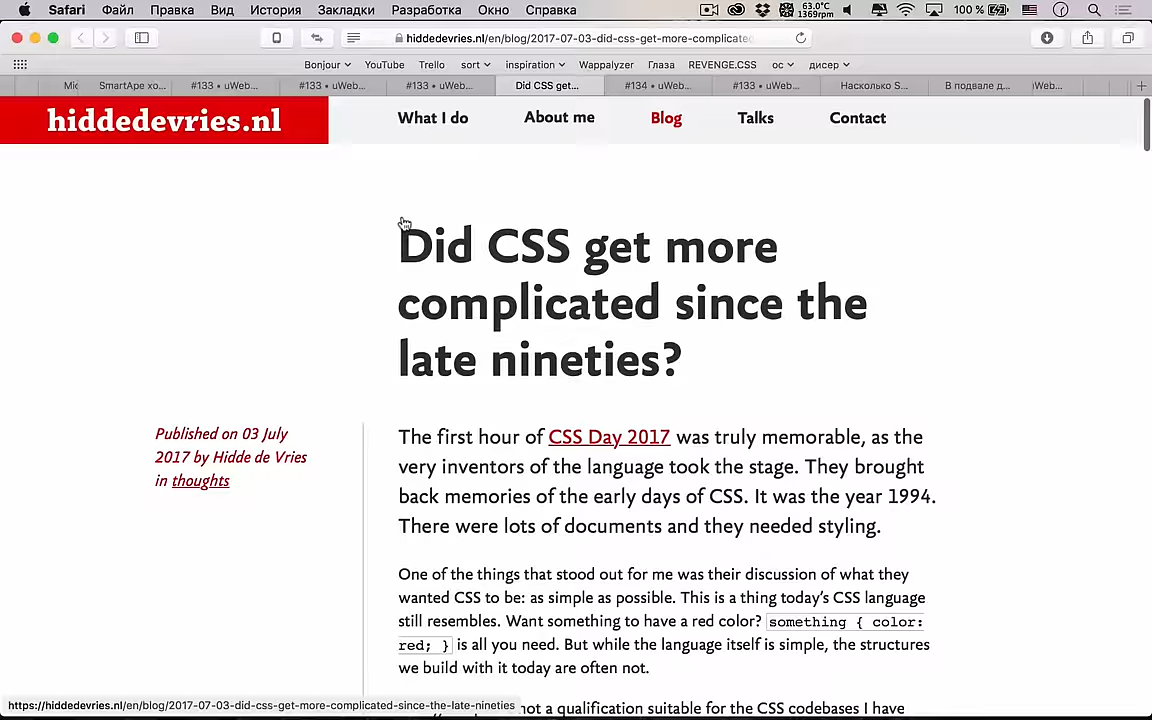 Safari Файл Правка Вид История Закладки Разработка Окно Справка 63.0°C 1369rpm 100 %
hiddedevries.nl/en/blog/2017-07-03-did-css-get-more-complicated
Bonjour YouTube Trello sort inspiration Wappalyzer Глаза REVENGE.CSS ос дисер
Mic SmartApe хо... #133 • uWeb... #133 • uWeb... #133 • uWeb... Did CSS get... #134 • uWeb... #133 • uWeb... Насколько S... В подвале д... Web...
hiddedevries.nl What I do About me Blog Talks Contact
Did CSS get more
complicated since the
late nineties?
Published on 03 July
2017 by Hidde de Vries
in thoughts
The first hour of CSS Day 2017 was truly memorable, as the
very inventors of the language took the stage. They brought
back memories of the early days of CSS. It was the year 1994.
There were lots of documents and they needed styling.
One of the things that stood out for me was their discussion of what they
wanted CSS to be: as simple as possible. This is a thing today's CSS language
still resembles. Want something to have a red color? something { color:
red; } is all you need. But while the language itself is simple, the structures
we build with it today are often not.
not a qualification suitable for the CSS codebases I have
https://hiddedevries.nl/en/blog/2017-07-03-did-css-get-more-complicated-since-the-late-nineties